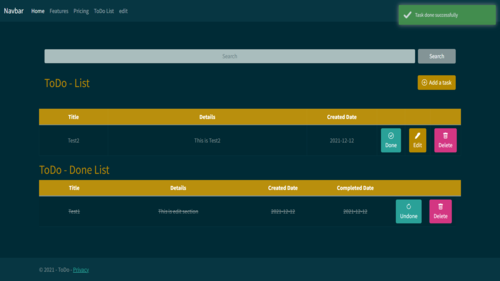 Navbar Home Features Pricing ToDo List edit
Task done successfully
Search Search
ToDo - List
Add a task
Title Details Created Date
Test2 This is Test2 2021-12-12 Done Edit Delete
ToDo - Done List
Title Details Created Date Completed Date
Test1 This is edit section 2021-12-12 2021-12-12 Undone Delete
© 2021 - ToDo - Privacy